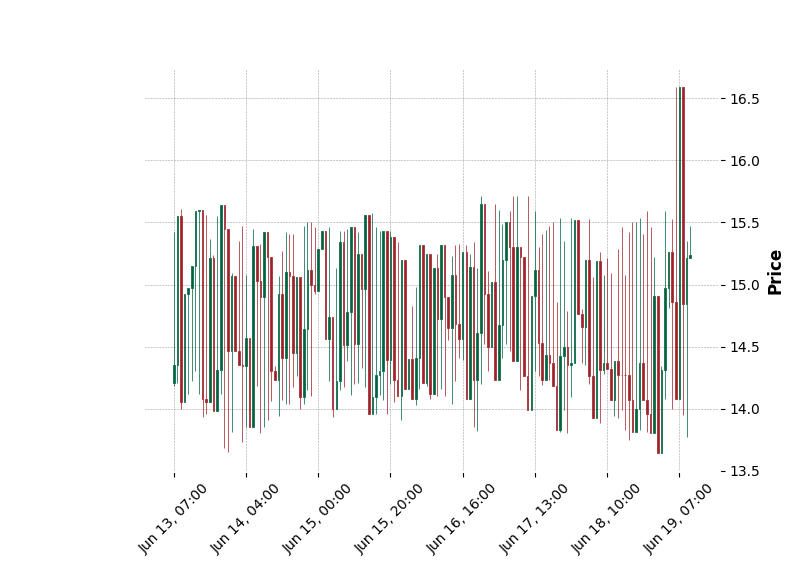 16.5
16.0
15.5
15.0
14.5
14.0
13.5
Price
Jun 13, 07:00
Jun 14, 04:00
Jun 15, 00:00
Jun 15, 20:00
Jun 16, 16:00
Jun 17, 13:00
Jun 18, 10:00
Jun 19, 07:00